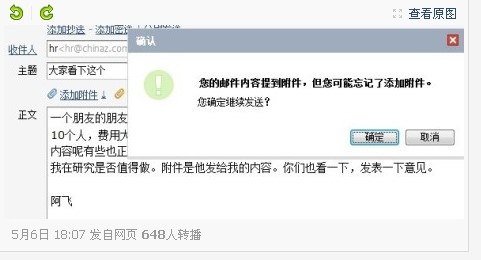 查看原图
添加抄送 - 添加密送 | 分别发送
确认
收件人 hr<hr@chinaz.com
主题 大家看下这个
您的邮件内容提到附件，但您可能忘记了添加附件。
您确定继续发送？
添加附件
确定 取消
正文 一个朋友的朋友
10个人，费用大
内容呢有些也正
我在研究是否值得做。附件是他发给我的内容。你们也看一下，发表一下意见。
阿飞
5月6日 18:07 发自网页 648人转播